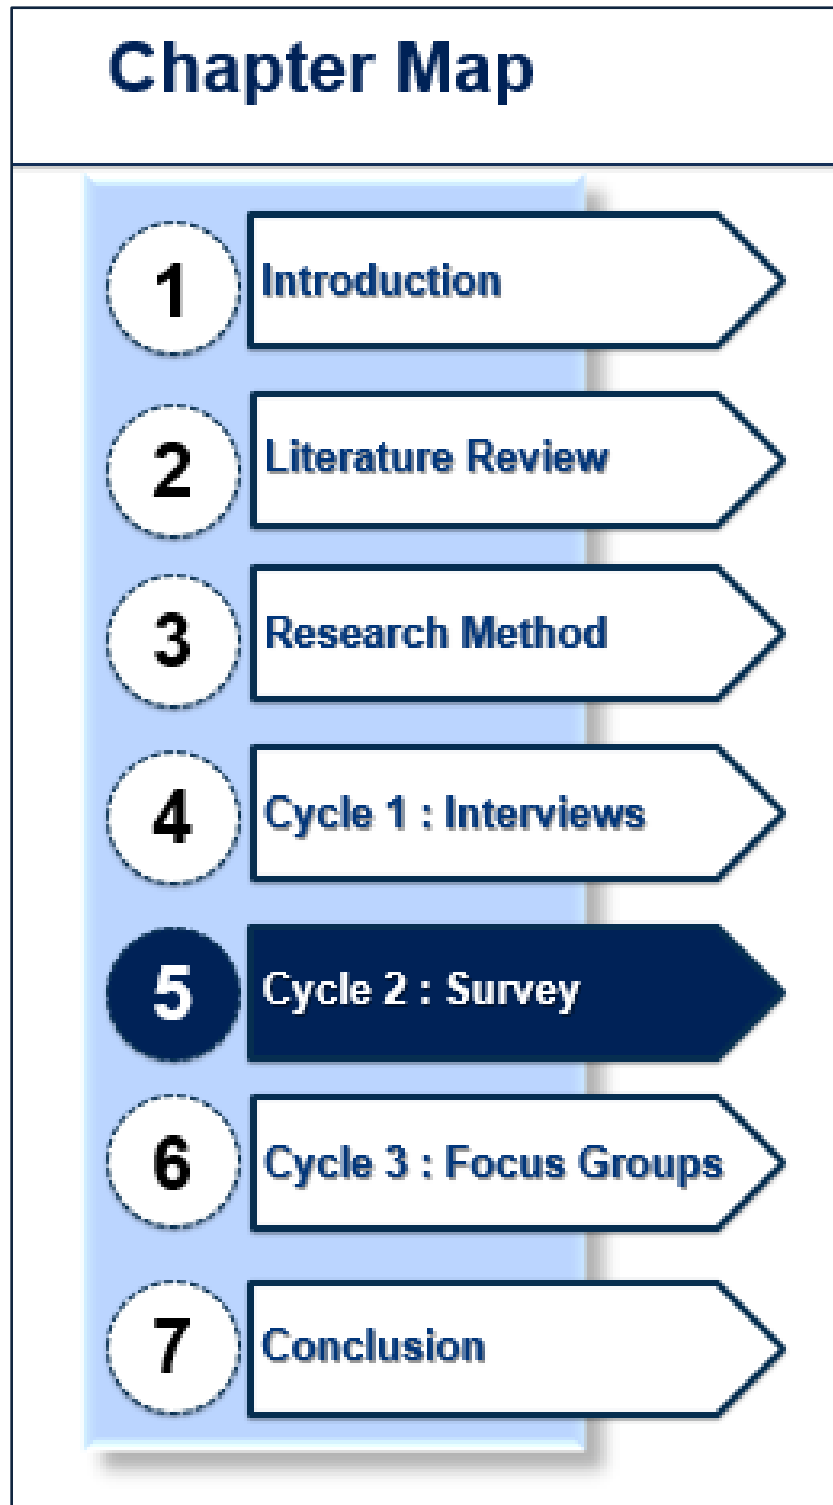 Chapter Map
1 Introduction
2 Literature Review
3 Research Method
4 Cycle 1 : Interviews
5 Cycle 2 : Survey
6 Cycle 3 : Focus Groups
7 Conclusion